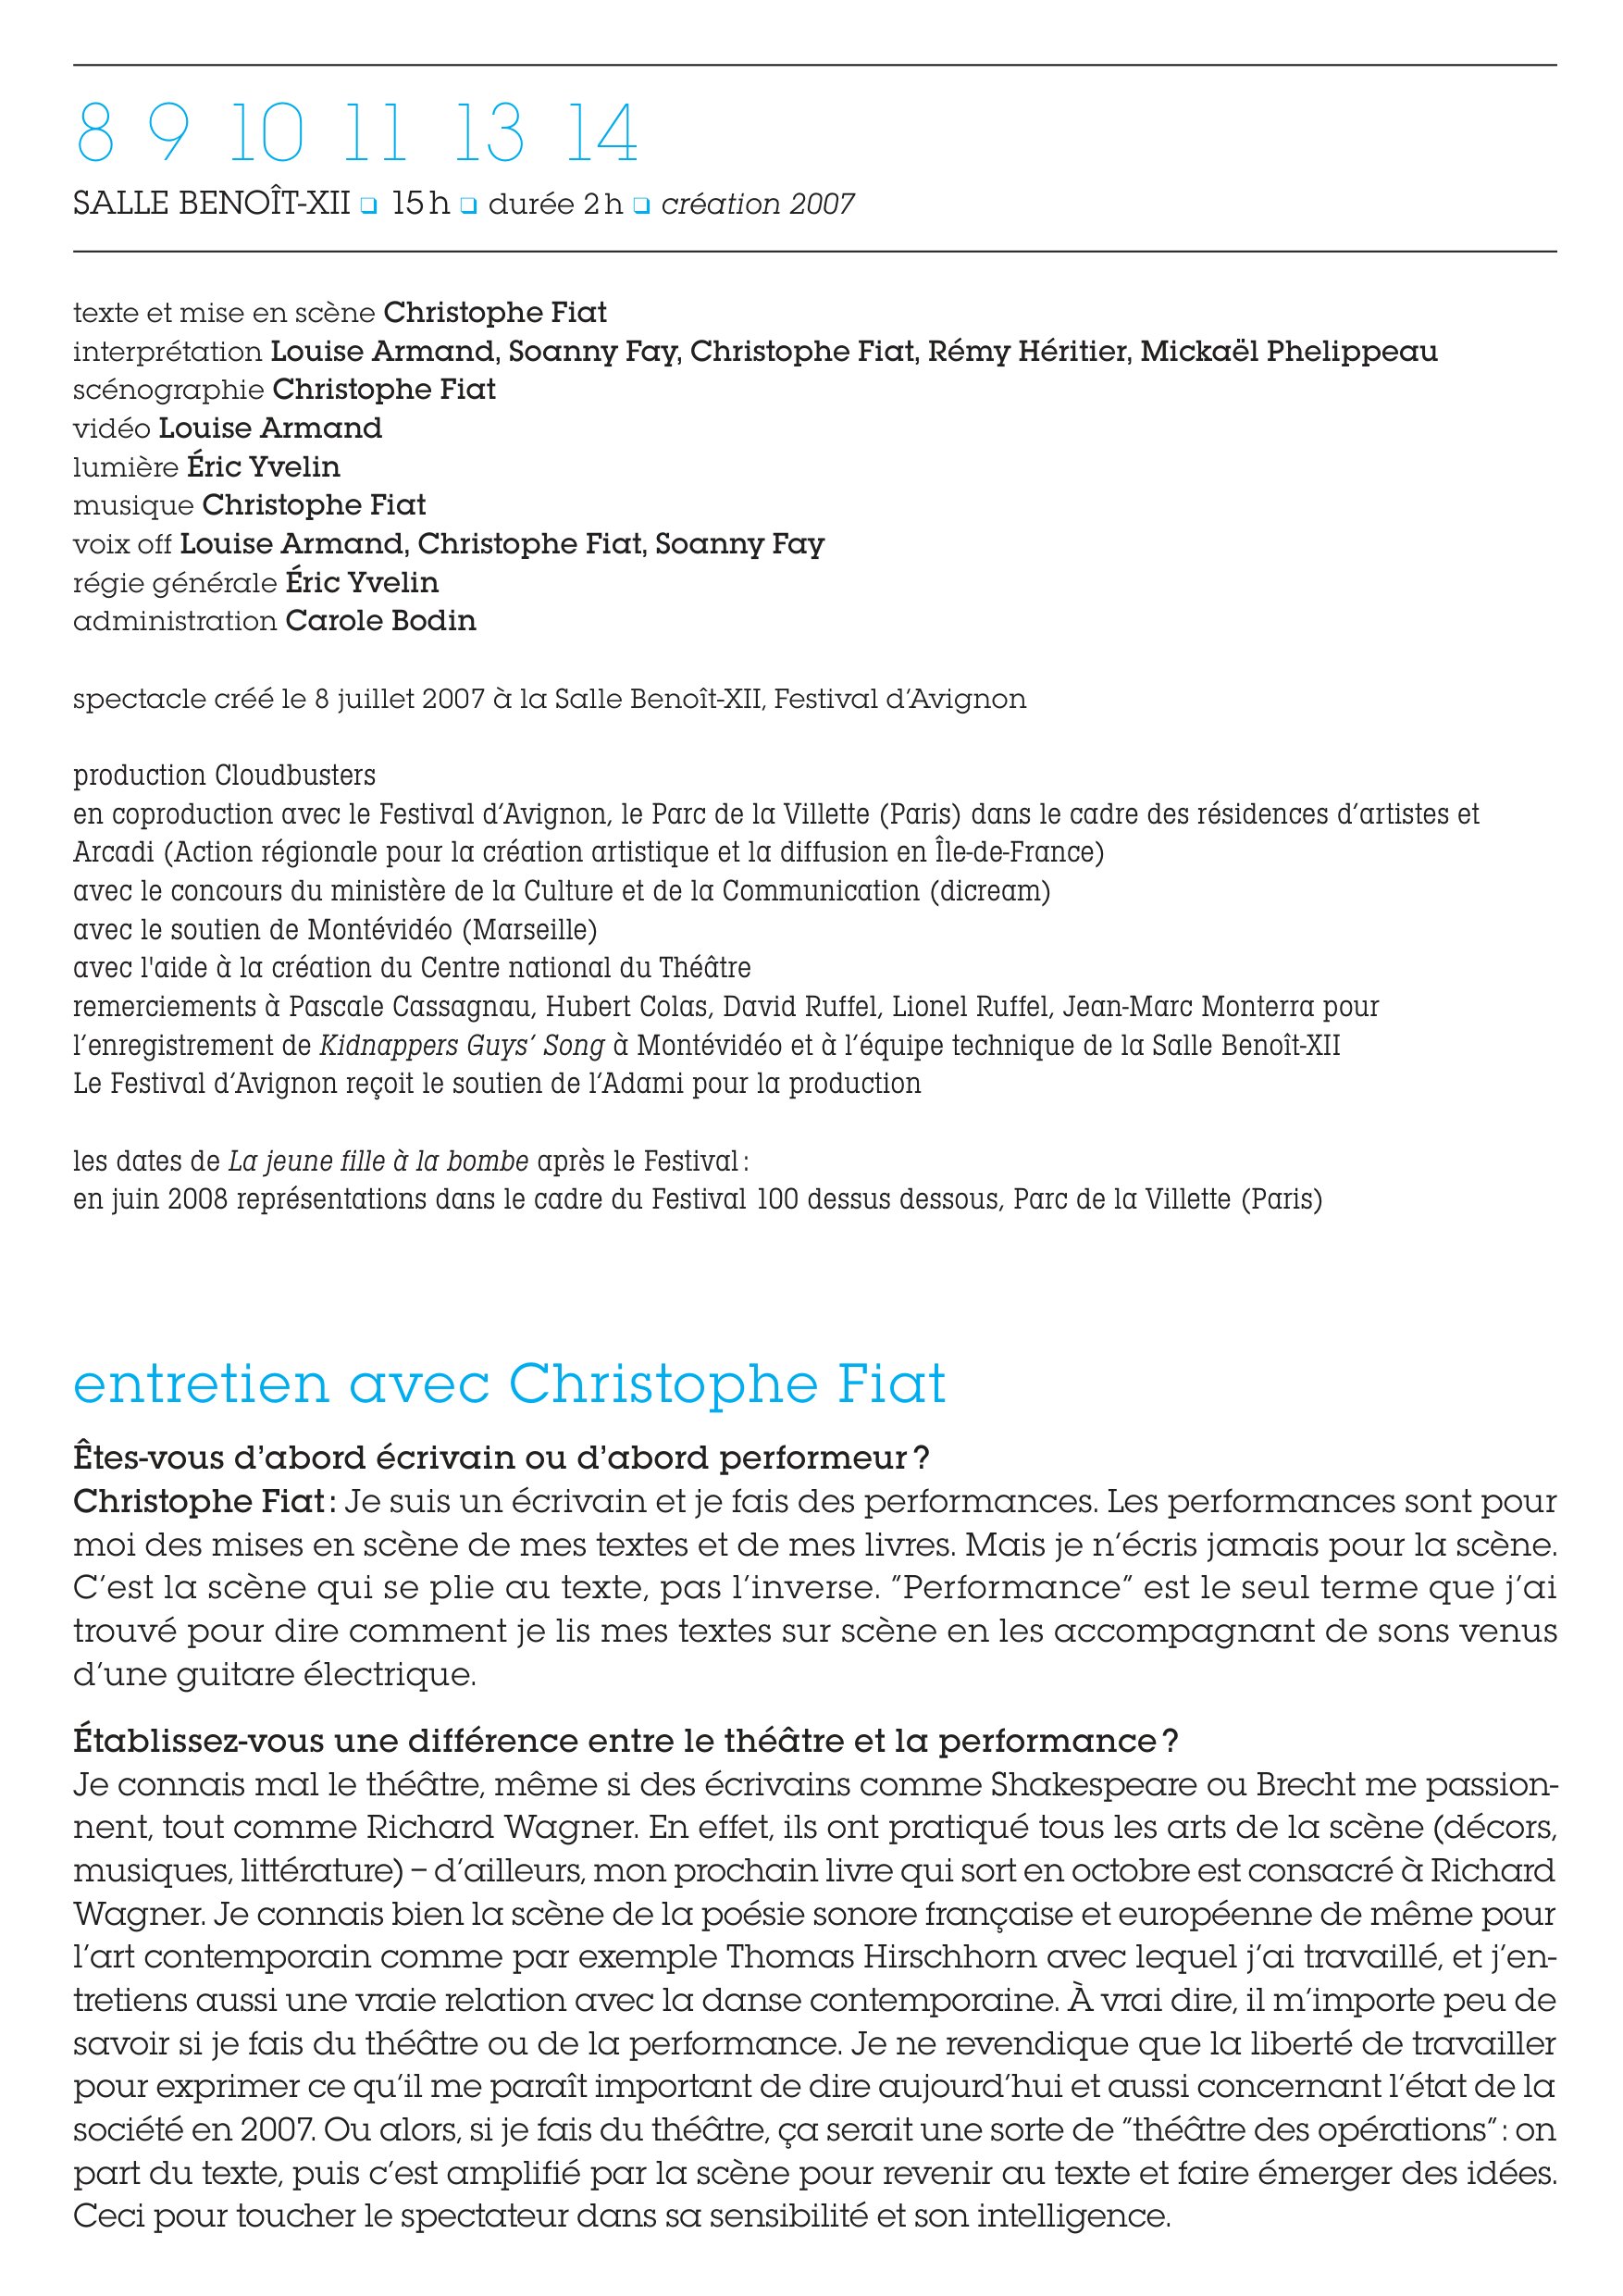 8 9 10 11 13 14
SALLE BENOÎT-XII ❏ 15h ❏ durée 2h ❏ création 2007
texte et mise en scène Christophe Fiat
interprétation Louise Armand, Soanny Fay, Christophe Fiat, Rémy Héritier, Mickaël Phelippeau
scénographie Christophe Fiat
vidéo Louise Armand
lumière Éric Yvelin
musique Christophe Fiat
voix off Louise Armand, Christophe Fiat, Soanny Fay
régie générale Éric Yvelin
administration Carole Bodin
spectacle créé le 8 juillet 2007 à la Salle Benoît-XII, Festival d'Avignon
production Cloudbusters
en coproduction avec le Festival d'Avignon, le Parc de la Villette (Paris) dans le cadre des résidences d'artistes et
Arcadi (Action régionale pour la création artistique et la diffusion en Île-de-France)
avec le concours du ministère de la Culture et de la Communication (dicream)
avec le soutien de Montévidéo (Marseille)
avec l'aide à la création du Centre national du Théâtre
remerciements à Pascale Cassagnau, Hubert Colas, David Ruffel, Lionel Ruffel, Jean-Marc Monterra pour
l'enregistrement de Kidnappers Guys' Song à Montévidéo et à l'équipe technique de la Salle Benoît-XII
Le Festival d'Avignon reçoit le soutien de l'Adami pour la production
les dates de La jeune fille à la bombe après le Festival :
en juin 2008 représentations dans le cadre du Festival 100 dessus dessous, Parc de la Villette (Paris)
entretien avec Christophe Fiat
Êtes-vous d'abord écrivain ou d'abord performeur ?
Christophe Fiat : Je suis un écrivain et je fais des performances. Les performances sont pour
moi des mises en scène de mes textes et de mes livres. Mais je n'écris jamais pour la scène.
C'est la scène qui se plie au texte, pas l'inverse. "Performance" est le seul terme que j'ai
trouvé pour dire comment je lis mes textes sur scène en les accompagnant de sons venus
d'une guitare électrique.
Établissez-vous une différence entre le théâtre et la performance ?
Je connais mal le théâtre, même si des écrivains comme Shakespeare ou Brecht me passion-
nent, tout comme Richard Wagner. En effet, ils ont pratiqué tous les arts de la scène (décors,
musiques, littérature) – d'ailleurs, mon prochain livre qui sort en octobre est consacré à Richard
Wagner. Je connais bien la scène de la poésie sonore française et européenne de même pour
l'art contemporain comme par exemple Thomas Hirschhorn avec lequel j'ai travaillé, et j'en-
tretiens aussi une vraie relation avec la danse contemporaine. À vrai dire, il m'importe peu de
savoir si je fais du théâtre ou de la performance. Je ne revendique que la liberté de travailler
pour exprimer ce qu'il me paraît important de dire aujourd'hui et aussi concernant l'état de la
société en 2007. Ou alors, si je fais du théâtre, ça serait une sorte de "théâtre des opérations" : on
part du texte, puis c'est amplifié par la scène pour revenir au texte et faire émerger des idées.
Ceci pour toucher le spectateur dans sa sensibilité et son intelligence.